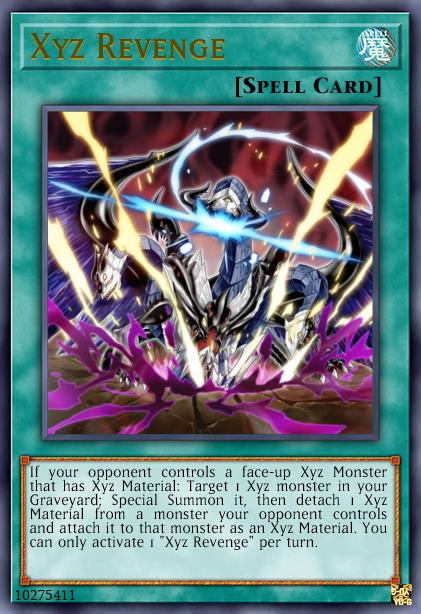 Xyz Revenge
SPELL
魔
[Spell Card]
If your opponent controls a face-up Xyz Monster
that has Xyz Material: Target 1 Xyz monster in your
Graveyard; Special Summon it, then detach 1 Xyz
Material from a monster your opponent controls
and attach it to that monster as an Xyz Material. You
can only activate 1 "Xyz Revenge" per turn.
10275411